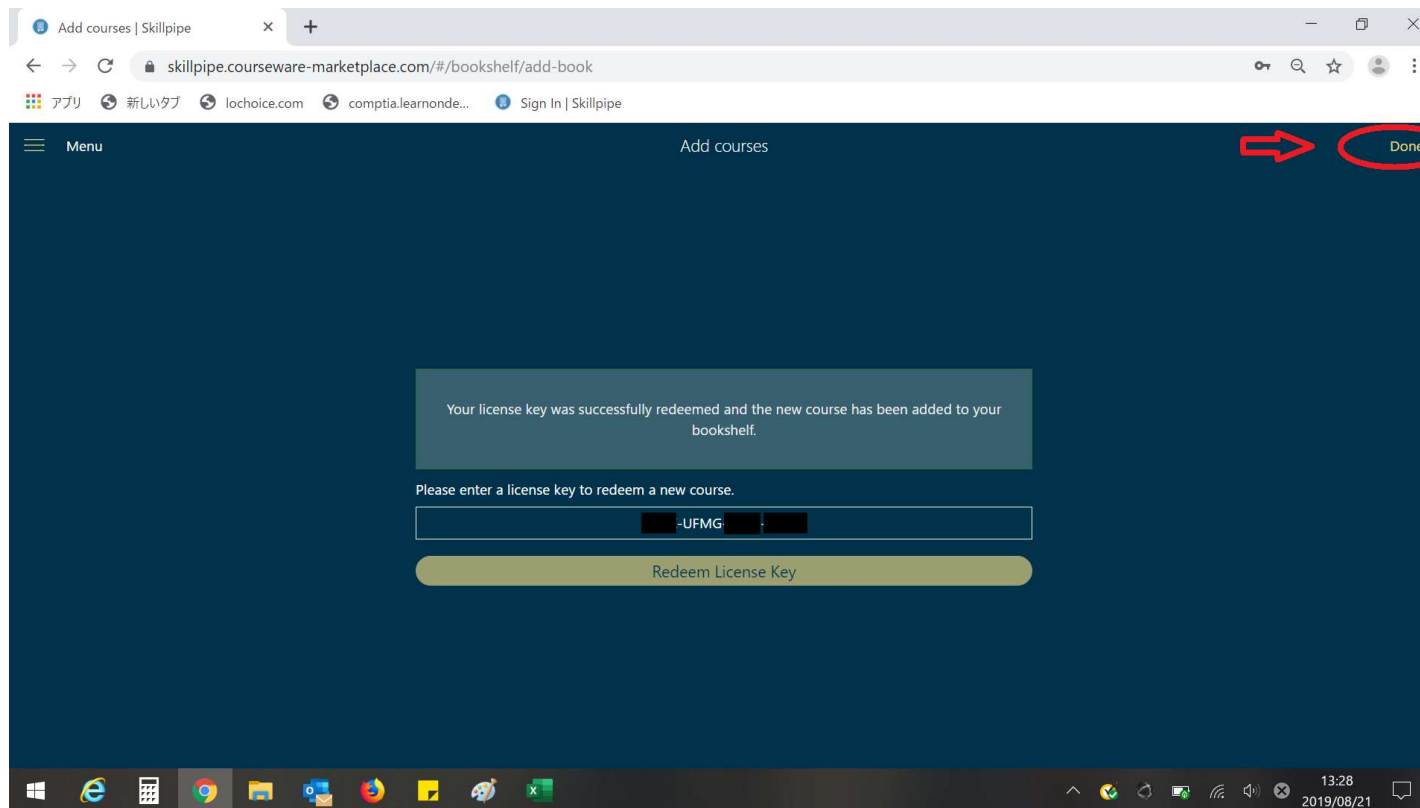 Add courses | Skillpipe
skillpipe.courseware-marketplace.com/#/bookshelf/add-book
アプリ 新しいタブ lochoice.com comptia.learnonde... Sign In | Skillpipe
Menu Add courses Done
Your license key was successfully redeemed and the new course has been added to your
bookshelf.
Please enter a license key to redeem a new course.
-UFMG- -
Redeem License Key
13:28
2019/08/21